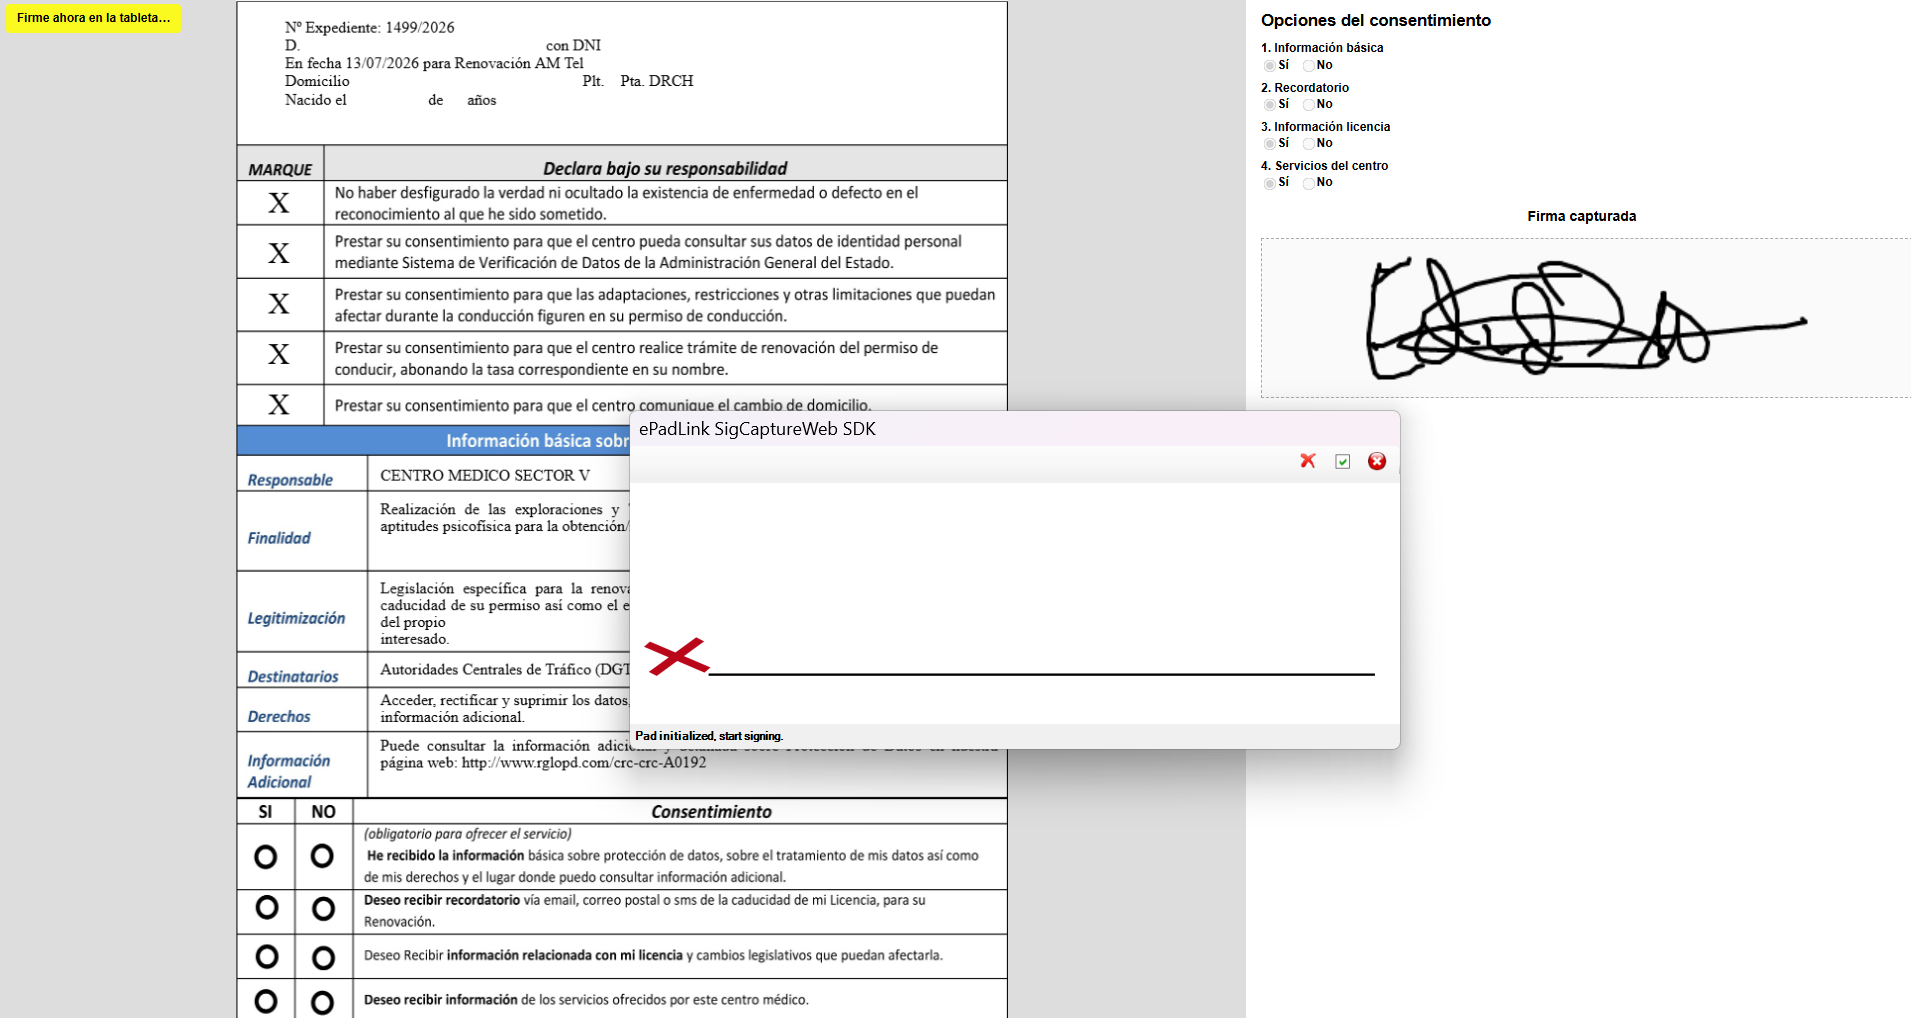 Firme ahora en la tableta...
Nº Expediente: 1499/2026
D. con DNI
En fecha 13/07/2026 para Renovación AM Tel
Domicilio Plt. Pta. DRCH
Nacido el de años
MARQUE Declara bajo su responsabilidad
X No haber desfigurado la verdad ni ocultado la existencia de enfermedad o defecto en el
reconocimiento al que he sido sometido.
X Prestar su consentimiento para que el centro pueda consultar sus datos de identidad personal
mediante Sistema de Verificación de Datos de la Administración General del Estado.
X Prestar su consentimiento para que las adaptaciones, restricciones y otras limitaciones que puedan
afectar durante la conducción figuren en su permiso de conducción.
X Prestar su consentimiento para que el centro realice trámite de renovación del permiso de
conducir, abonando la tasa correspondiente en su nombre.
X Prestar su consentimiento para que el centro comunique el cambio de domicilio.
Información básica sobr
Responsable CENTRO MEDICO SECTOR V
Finalidad
Realización de las exploraciones y
aptitudes psicofísica para la obtención/
Legitimización
Legislación específica para la renova
caducidad de su permiso así como el e
del propio
interesado.
Destinatarios Autoridades Centrales de Tráfico (DGT
Derechos
Acceder, rectificar y suprimir los datos,
información adicional.
Información
Adicional
Puede consultar la información adicional y detallada sobre Protección de Datos en nuestra
página web: http://www.rglopd.com/crc-crc-A0192
SI NO Consentimiento
(obligatorio para ofrecer el servicio)
He recibido la información básica sobre protección de datos, sobre el tratamiento de mis datos así como
de mis derechos y el lugar donde puedo consultar información adicional.
Deseo recibir recordatorio vía email, correo postal o sms de la caducidad de mi Licencia, para su
Renovación.
Deseo Recibir información relacionada con mi licencia y cambios legislativos que puedan afectarla.
Deseo recibir información de los servicios ofrecidos por este centro médico.
ePadLink SigCaptureWeb SDK
Pad initialized, start signing.
Opciones del consentimiento
1. Información básica
Sí No
2. Recordatorio
Sí No
3. Información licencia
Sí No
4. Servicios del centro
Sí No
Firma capturada